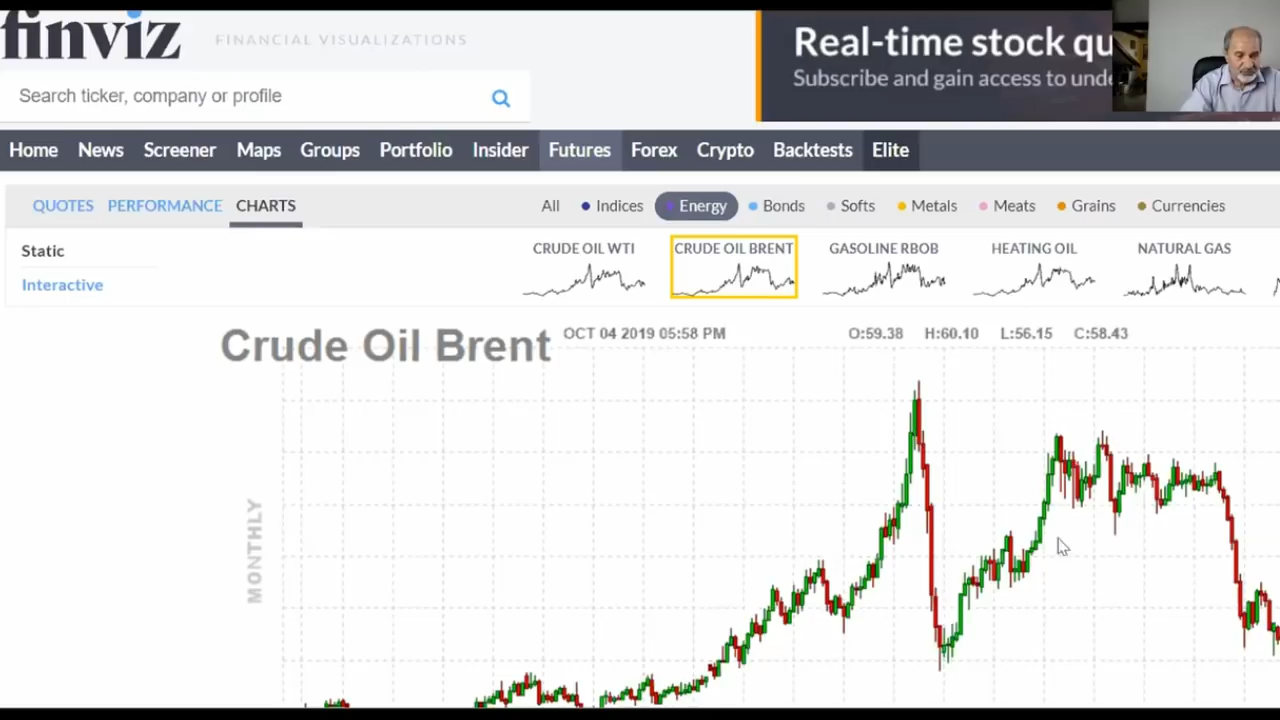 finviz
FINANCIAL VISUALIZATIONS
Real-time stock qu
Subscribe and gain access to unde
Search ticker, company or profile
Home News Screener Maps Groups Portfolio Insider Futures Forex Crypto Backtests Elite
QUOTES PERFORMANCE CHARTS All Indices Energy Bonds Softs Metals Meats Grains Currencies
Static
CRUDE OIL WTI CRUDE OIL BRENT GASOLINE RBOB HEATING OIL NATURAL GAS
Interactive
Crude Oil Brent OCT 04 2019 05:58 PM O:59.38 H:60.10 L:56.15 C:58.43
MONTHLY